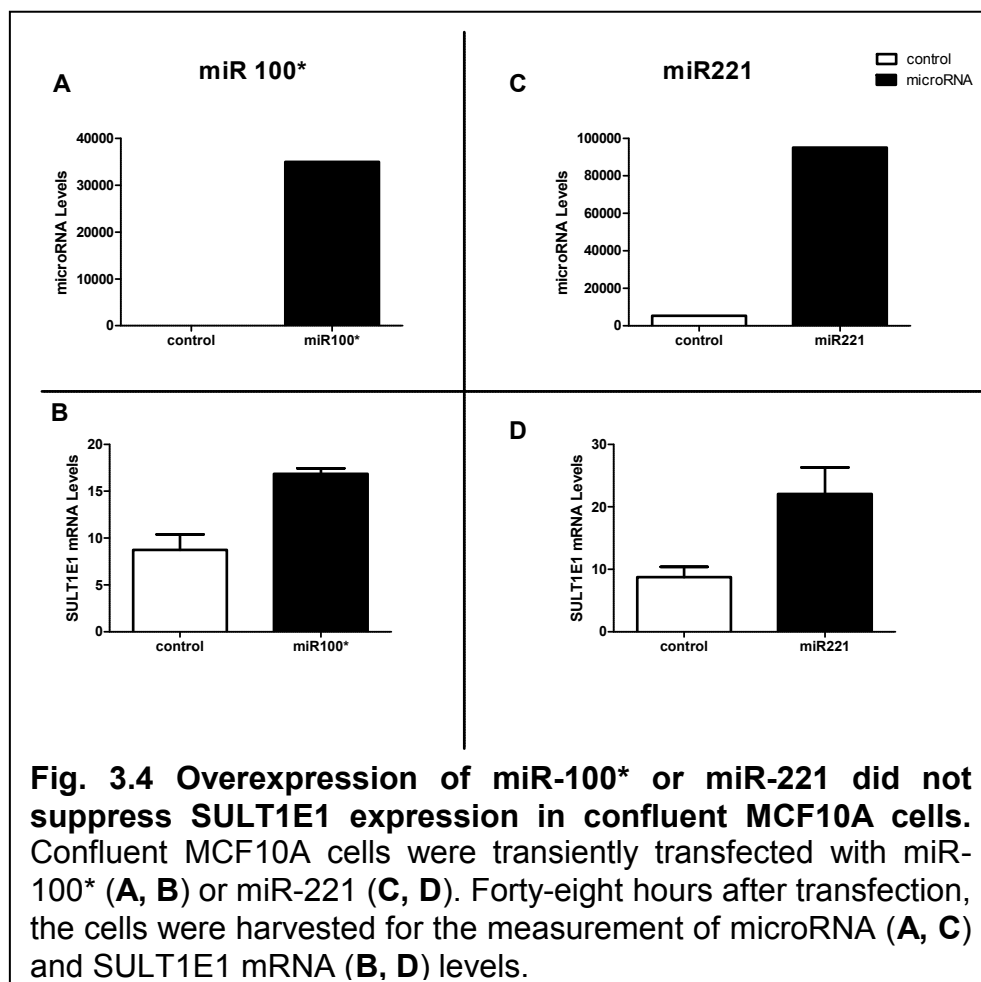 miR 100*
miR221
control
microRNA
A
microRNA Levels
40000
30000
20000
10000
0
control
miR100*
C
microRNA Levels
100000
80000
60000
40000
20000
0
control
miR221
B
SULT1E1 mRNA Levels
20
15
10
5
0
control
miR100*
D
SULT1E1 mRNA Levels
30
20
10
0
control
miR221
Fig. 3.4 Overexpression of miR-100* or miR-221 did not
suppress SULT1E1 expression in confluent MCF10A cells.
Confluent MCF10A cells were transiently transfected with miR-
100* (A, B) or miR-221 (C, D). Forty-eight hours after transfection,
the cells were harvested for the measurement of microRNA (A, C)
and SULT1E1 mRNA (B, D) levels.